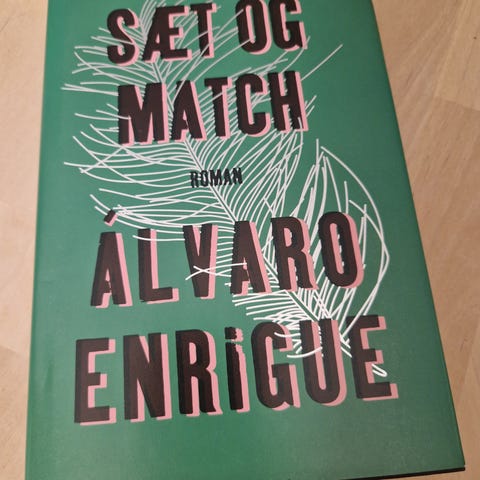 SÆT OG
MATCH
ROMAN
ÁLVARO
ENRIGUE